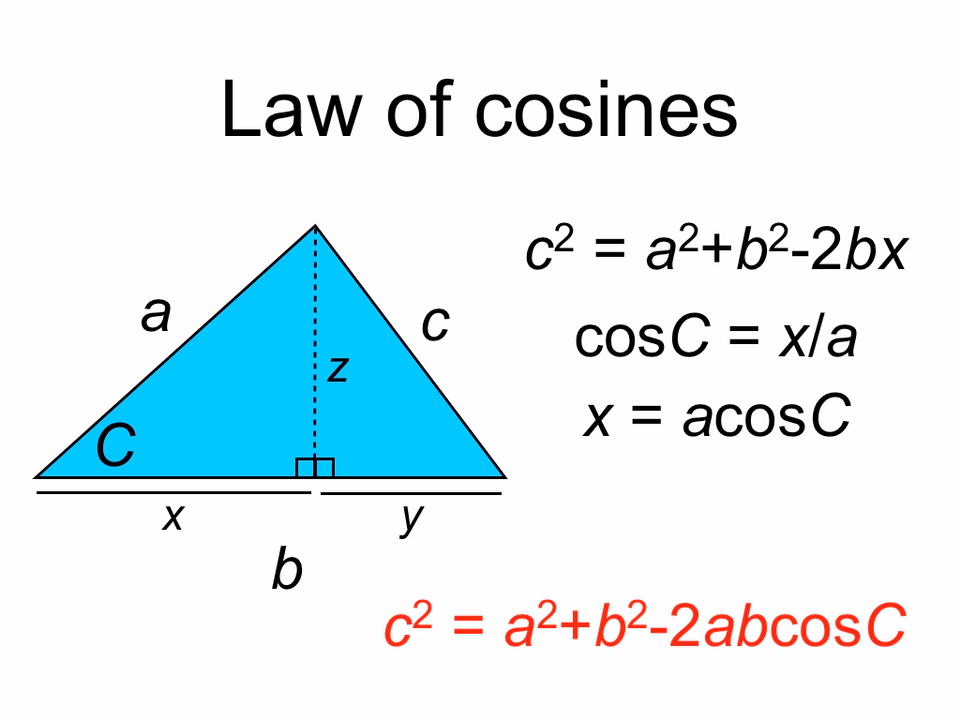 Law of cosines
c² = a²+b²-2bx
a
c
cosC = x/a
z
x = acosC
C
x
y
b
c² = a²+b²-2abcosC